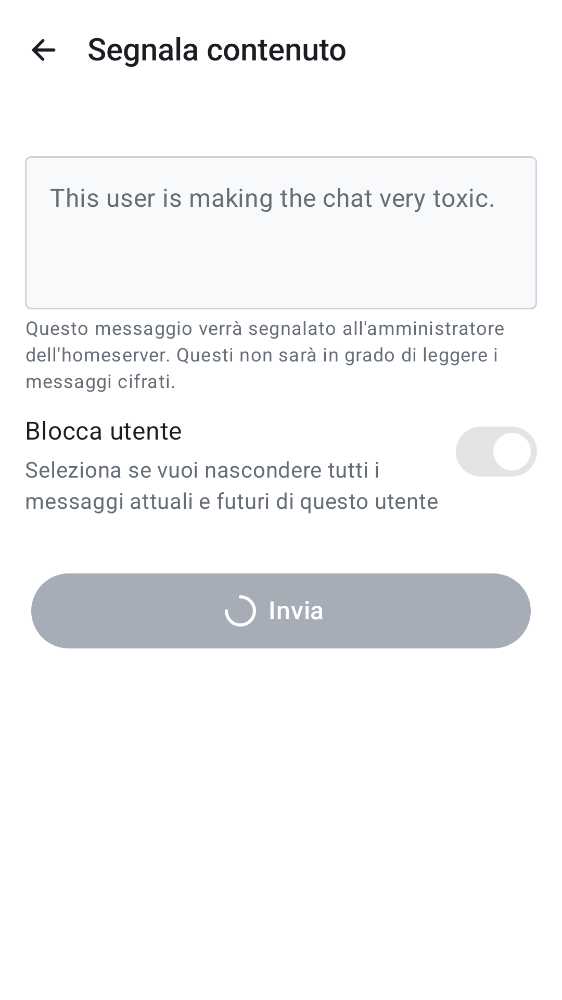 Segnala contenuto
This user is making the chat very toxic.
Questo messaggio verrà segnalato all'amministratore
dell'homeserver. Questi non sarà in grado di leggere i
messaggi cifrati.
Blocca utente
Seleziona se vuoi nascondere tutti i
messaggi attuali e futuri di questo utente
Invia